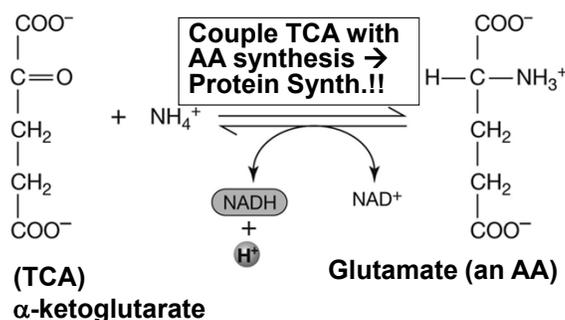 COO⁻
C=O
CH₂
CH₂
COO⁻
(TCA)
α-ketoglutarate
+ NH₄⁺
Couple TCA with
AA synthesis →
Protein Synth.!!
NADH
+
H⁺
NAD⁺
COO⁻
H—C—NH₃⁺
CH₂
CH₂
COO⁻
Glutamate (an AA)